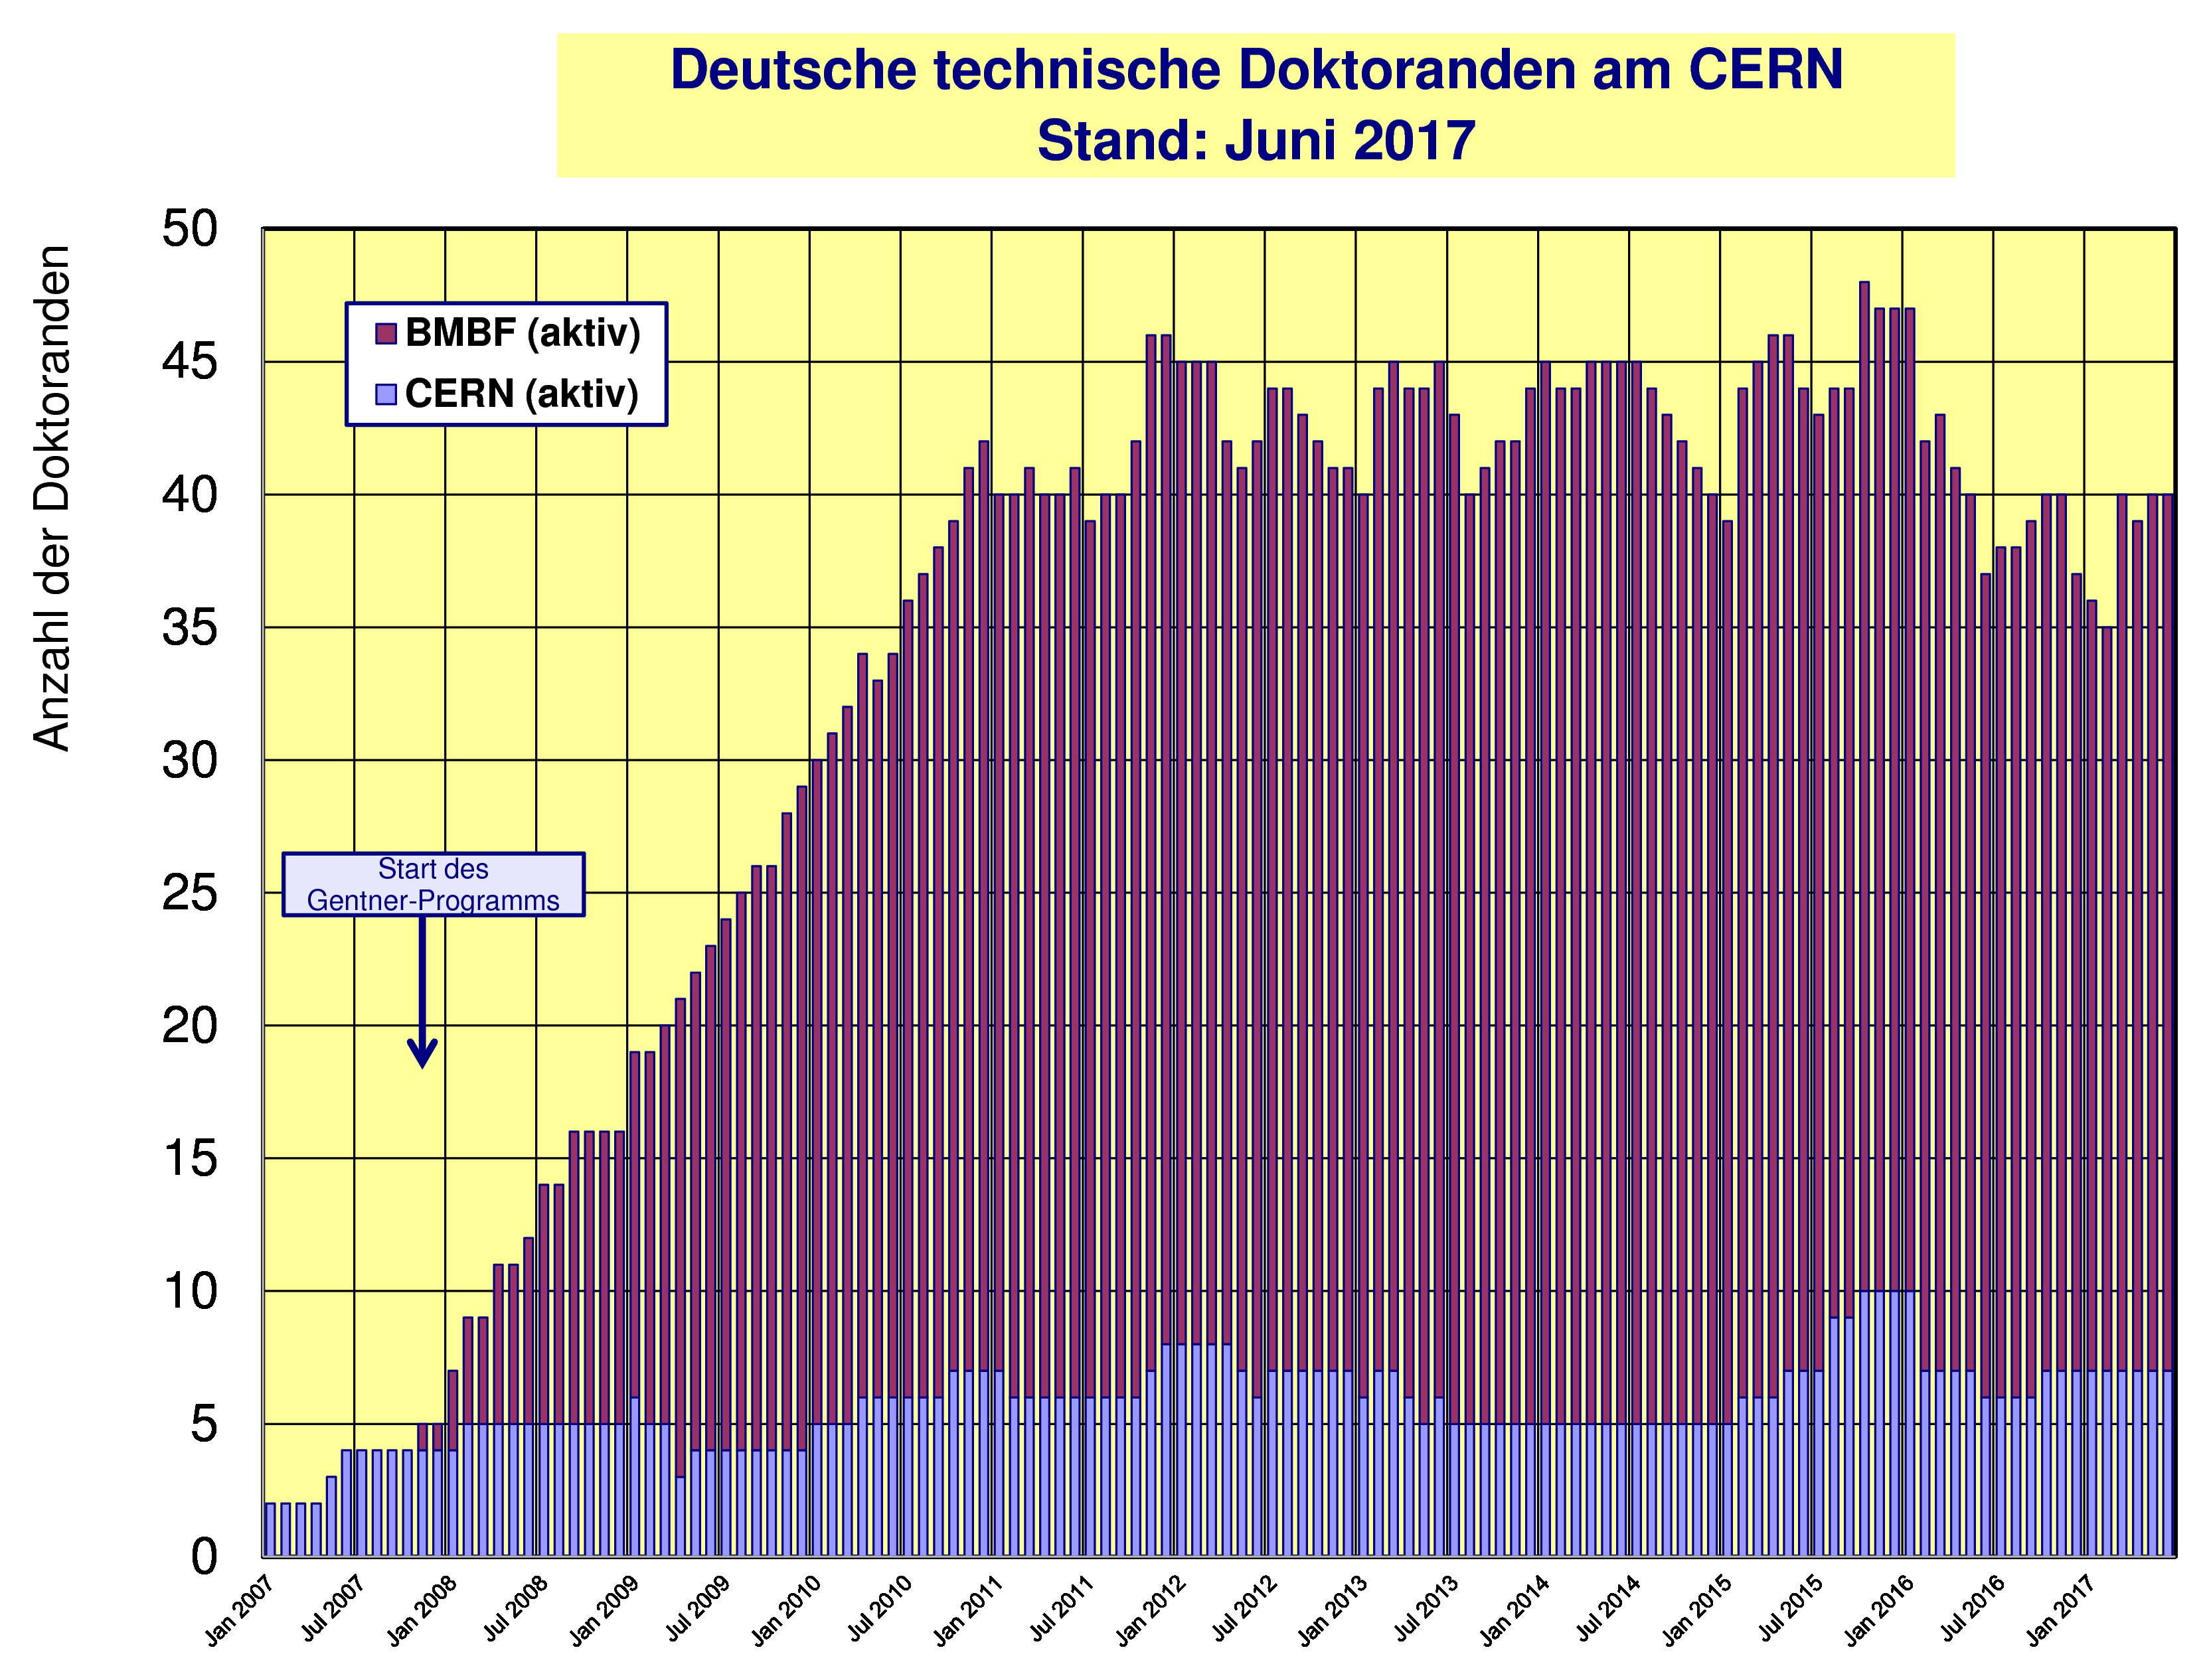 Deutsche technische Doktoranden am CERN
Stand: Juni 2017
Anzahl der Doktoranden
50
45
40
35
30
25
20
15
10
5
0
BMBF (aktiv)
CERN (aktiv)
Start des
Gentner-Programms
Jan 2007
Jul 2007
Jan 2008
Jul 2008
Jan 2009
Jul 2009
Jan 2010
Jul 2010
Jan 2011
Jul 2011
Jan 2012
Jul 2012
Jan 2013
Jul 2013
Jan 2014
Jul 2014
Jan 2015
Jul 2015
Jan 2016
Jul 2016
Jan 2017